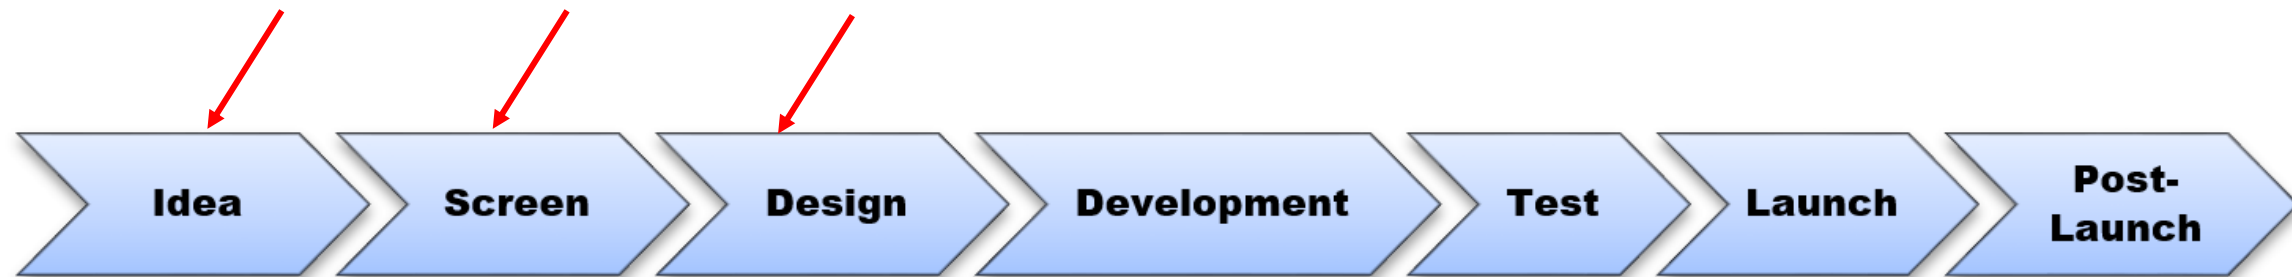 Idea
Screen
Design
Development
Test
Launch
Post-
Launch